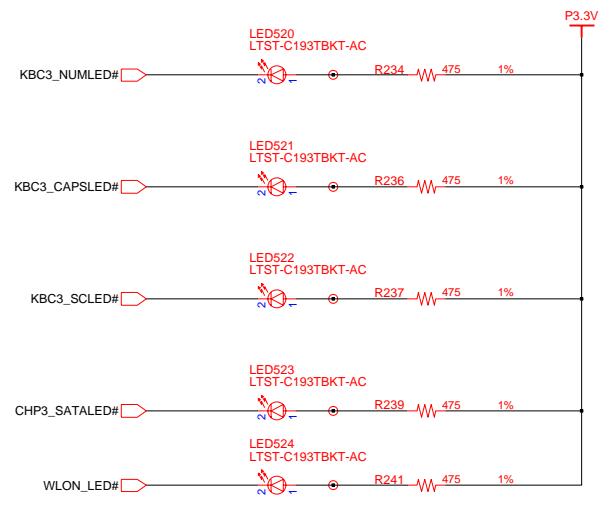 P3.3V
LED520
LTST-C193TBKT-AC
KBC3_NUMLED# 2 1 R234 475 1%
LED521
LTST-C193TBKT-AC
KBC3_CAPSLED# 2 1 R236 475 1%
LED522
LTST-C193TBKT-AC
KBC3_SCLED# 2 1 R237 475 1%
LED523
LTST-C193TBKT-AC
CHP3_SATALED# 2 1 R239 475 1%
LED524
LTST-C193TBKT-AC
WLON_LED# 2 1 R241 475 1%